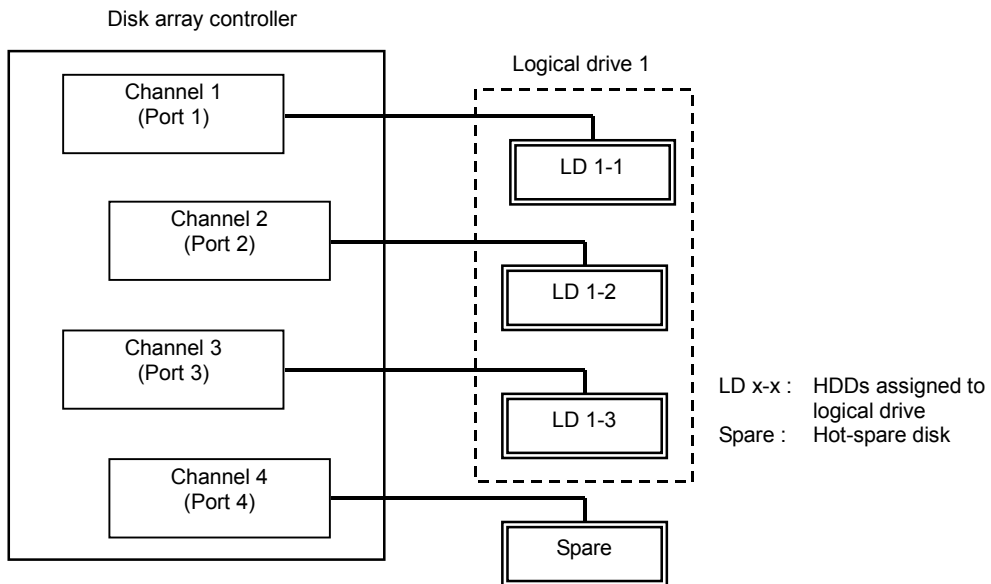 Disk array controller
Logical drive 1
Channel 1
(Port 1)
LD 1-1
Channel 2
(Port 2)
LD 1-2
Channel 3
(Port 3)
LD 1-3
LD x-x : HDDs assigned to
logical drive
Spare : Hot-spare disk
Channel 4
(Port 4)
Spare